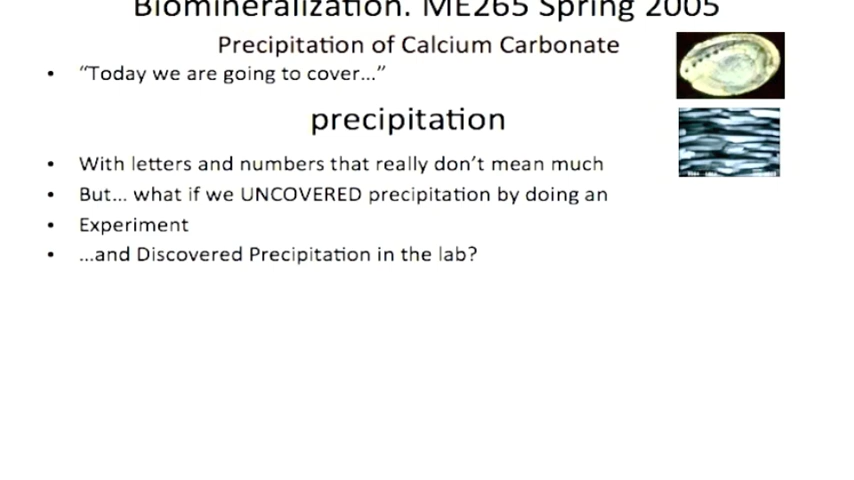 Biomineralization. ME265 Spring 2005
Precipitation of Calcium Carbonate
• “Today we are going to cover...”
precipitation
• With letters and numbers that really don’t mean much
• But... what if we UNCOVERED precipitation by doing an
• Experiment
• ...and Discovered Precipitation in the lab?